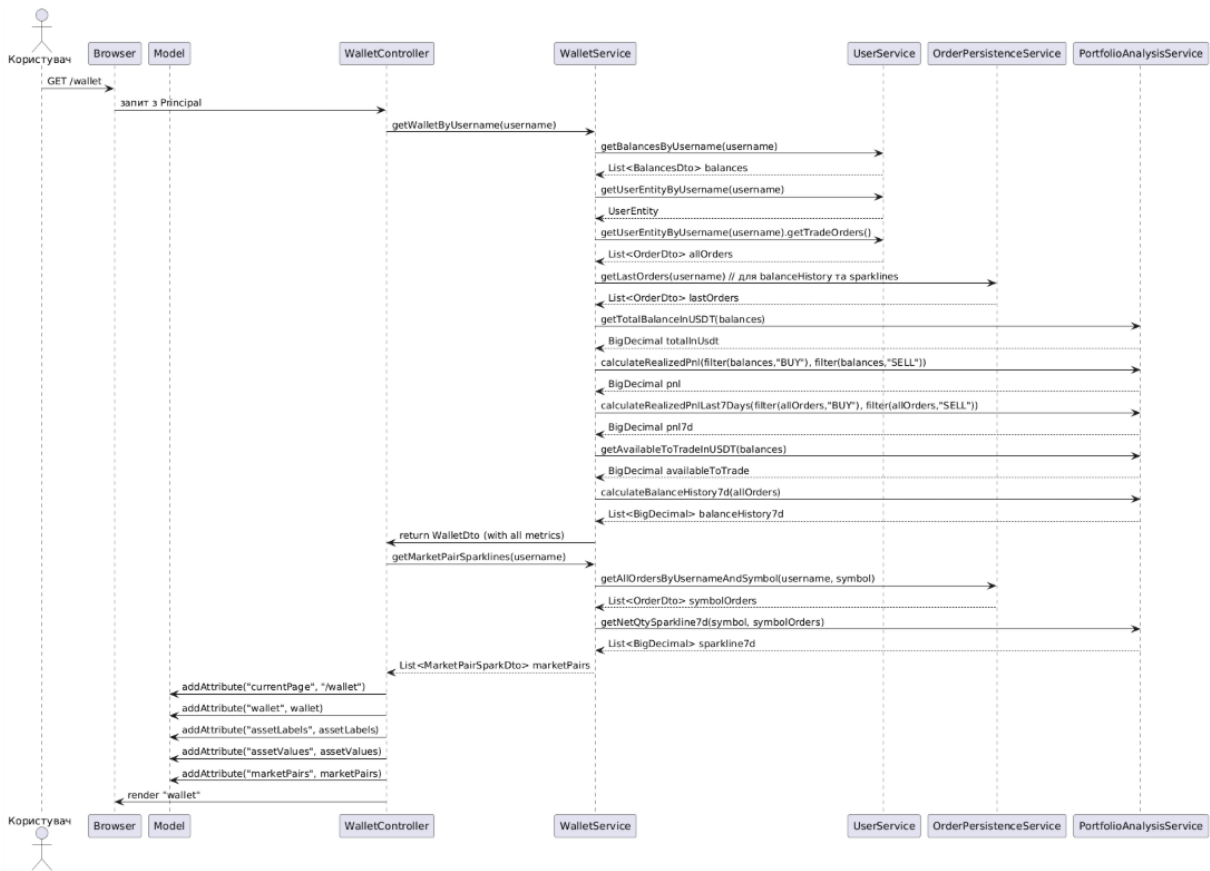 Користувач
Browser
Model
WalletController
WalletService
UserService
OrderPersistenceService
PortfolioAnalysisService
GET /wallet
запит з Principal
getWalletByUsername(username)
getBalancesByUsername(username)
List<BalancesDto> balances
getUserEntityByUsername(username)
UserEntity
getUserEntityByUsername(username).getTradeOrders()
List<OrderDto> allOrders
getLastOrders(username) // для balanceHistory та sparklines
List<OrderDto> lastOrders
getTotalBalanceInUSDT(balances)
BigDecimal totalInUsdt
calculateRealizedPnl(filter(balances,"BUY"), filter(balances,"SELL"))
BigDecimal pnl
calculateRealizedPnlLast7Days(filter(allOrders,"BUY"), filter(allOrders,"SELL"))
BigDecimal pnl7d
getAvailableToTradeInUSDT(balances)
BigDecimal availableToTrade
calculateBalanceHistory7d(allOrders)
List<BigDecimal> balanceHistory7d
return WalletDto (with all metrics)
getMarketPairSparklines(username)
getAllOrdersByUsernameAndSymbol(username, symbol)
List<OrderDto> symbolOrders
getNetQtySparkline7d(symbol, symbolOrders)
List<BigDecimal> sparkline7d
List<MarketPairSparkDto> marketPairs
addAttribute("currentPage", "/wallet")
addAttribute("wallet", wallet)
addAttribute("assetLabels", assetLabels)
addAttribute("assetValues", assetValues)
addAttribute("marketPairs", marketPairs)
render "wallet"
Користувач
Browser
Model
WalletController
WalletService
UserService
OrderPersistenceService
PortfolioAnalysisService